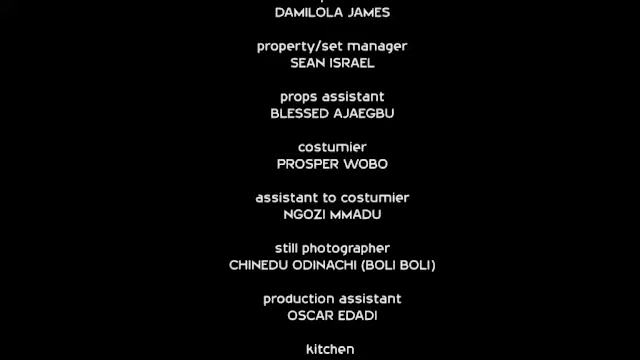 DAMILOLA JAMES
property/set manager
SEAN ISRAEL
props assistant
BLESSED AJAEGBU
costumier
PROSPER WOBO
assistant to costumier
NGOZI MMADU
still photographer
CHINEDU ODINACHI (BOLI BOLI)
production assistant
OSCAR EDADI
kitchen